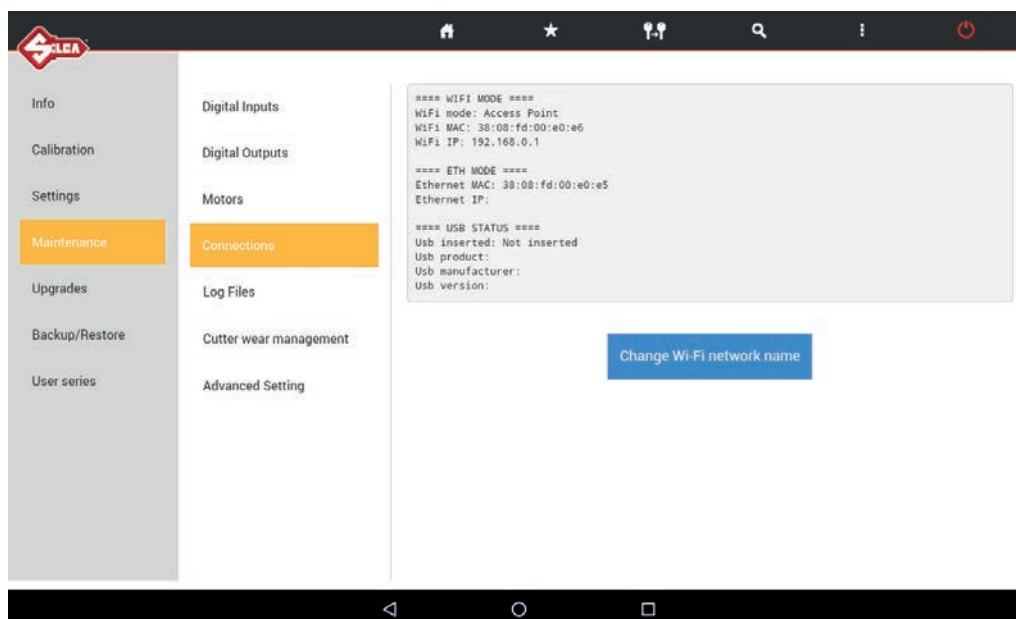 SILCA
Info
Calibration
Settings
Maintenance
Upgrades
Backup/Restore
User series
Digital Inputs
Digital Outputs
Motors
Connections
Log Files
Cutter wear management
Advanced Setting
==== WIFI MODE ====
WiFi mode: Access Point
WiFi MAC: 38:08:fd:00:e0:e6
WiFi IP: 192.168.0.1
==== ETH MODE ====
Ethernet MAC: 38:08:fd:00:e0:e5
Ethernet IP:
==== USB STATUS ====
Usb inserted: Not inserted
Usb product:
Usb manufacturer:
Usb version:
Change Wi-Fi network name